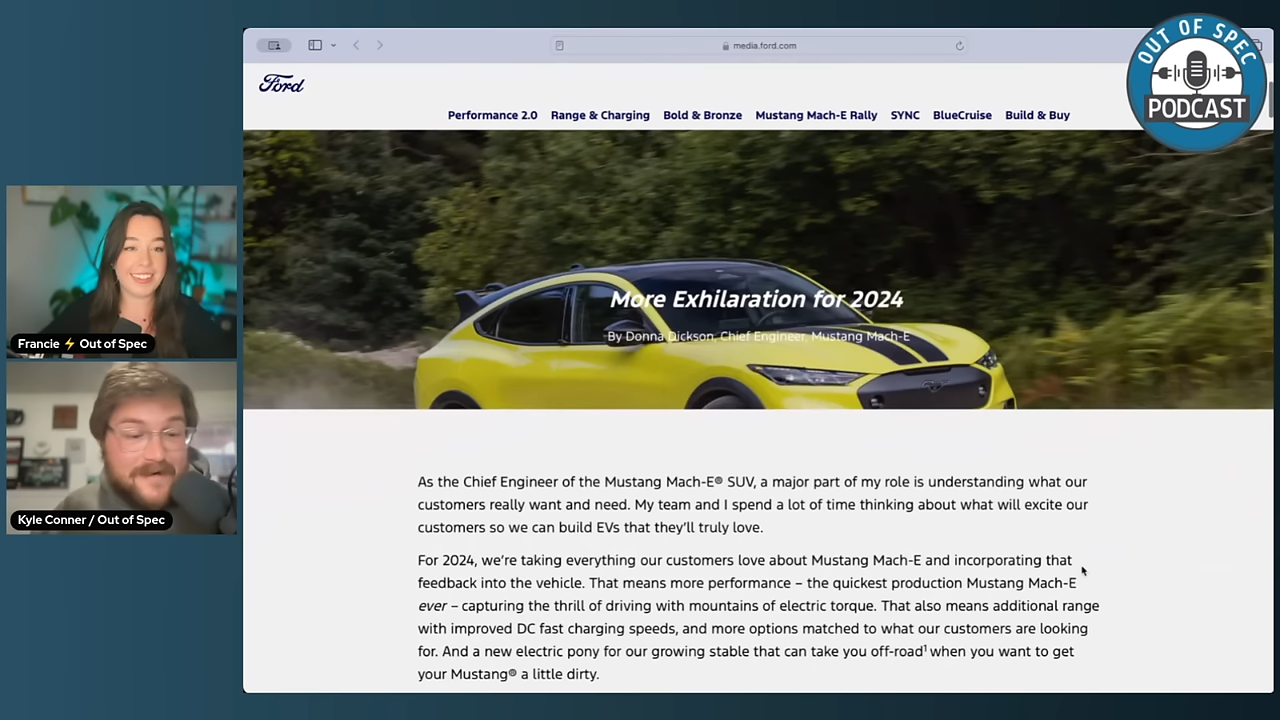 media.ford.com
OUT OF SPEC
PODCAST
Ford
Performance 2.0 Range & Charging Bold & Bronze Mustang Mach-E Rally SYNC BlueCruise Build & Buy
More Exhilaration for 2024
By Donna Dickson, Chief Engineer, Mustang Mach-E
Francie ⚡ Out of Spec
Kyle Conner / Out of Spec
As the Chief Engineer of the Mustang Mach-E® SUV, a major part of my role is understanding what our
customers really want and need. My team and I spend a lot of time thinking about what will excite our
customers so we can build EVs that they’ll truly love.
For 2024, we’re taking everything our customers love about Mustang Mach-E and incorporating that
feedback into the vehicle. That means more performance – the quickest production Mustang Mach-E
ever – capturing the thrill of driving with mountains of electric torque. That also means additional range
with improved DC fast charging speeds, and more options matched to what our customers are looking
for. And a new electric pony for our growing stable that can take you off-road¹ when you want to get
your Mustang® a little dirty.